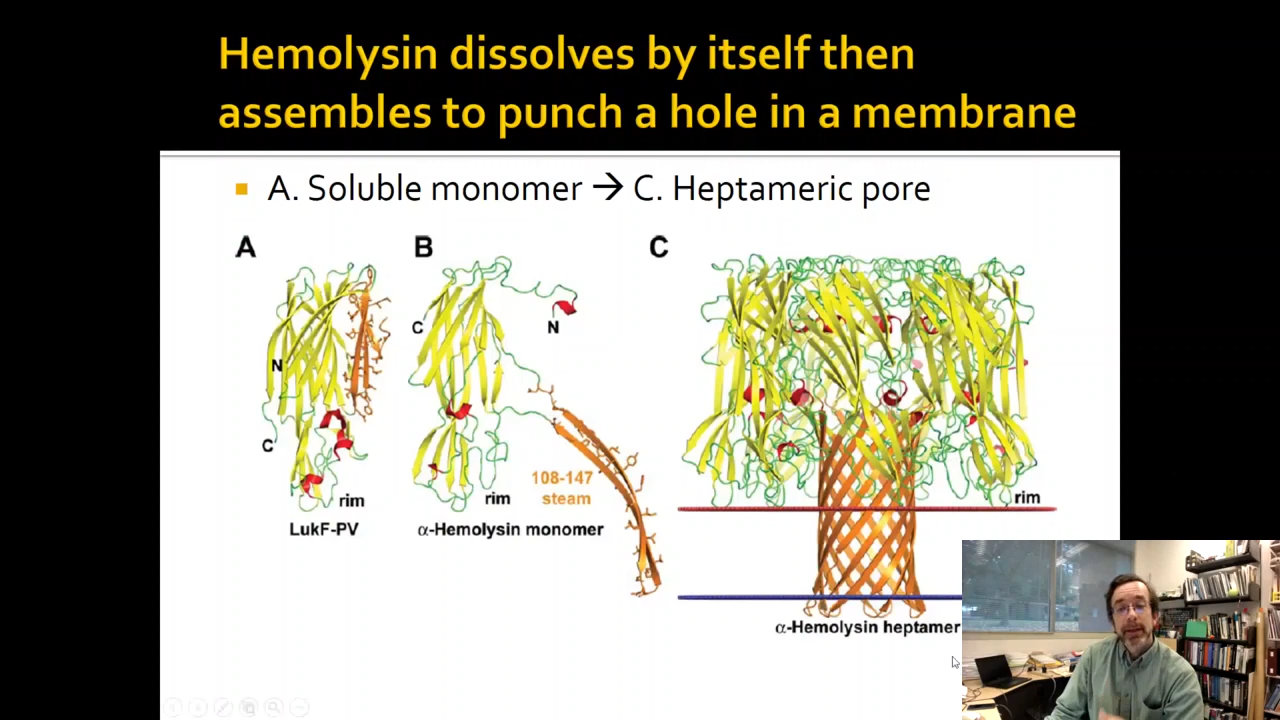 Hemolysin dissolves by itself then
assembles to punch a hole in a membrane
A. Soluble monomer → C. Heptameric pore
A
B
C
C
N
N
C
108-147
steam
rim
rim
rim
LukF-PV
α-Hemolysin monomer
α-Hemolysin heptamer